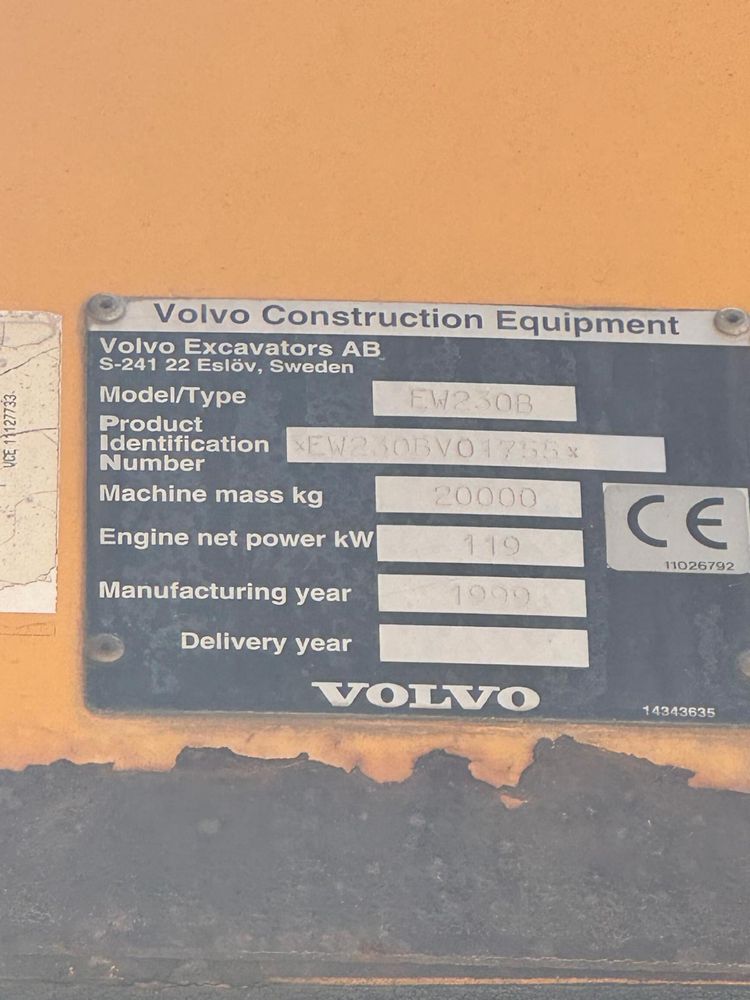 Volvo Construction Equipment
Volvo Excavators AB
S-241 22 Eslöv, Sweden
Model/Type EW230B
Product
Identification xEW230BV01755x
Number
Machine mass kg 20000
Engine net power kW 119
Manufacturing year 1999
Delivery year
VOLVO
14343635
CE
11026792
VCE 11127733